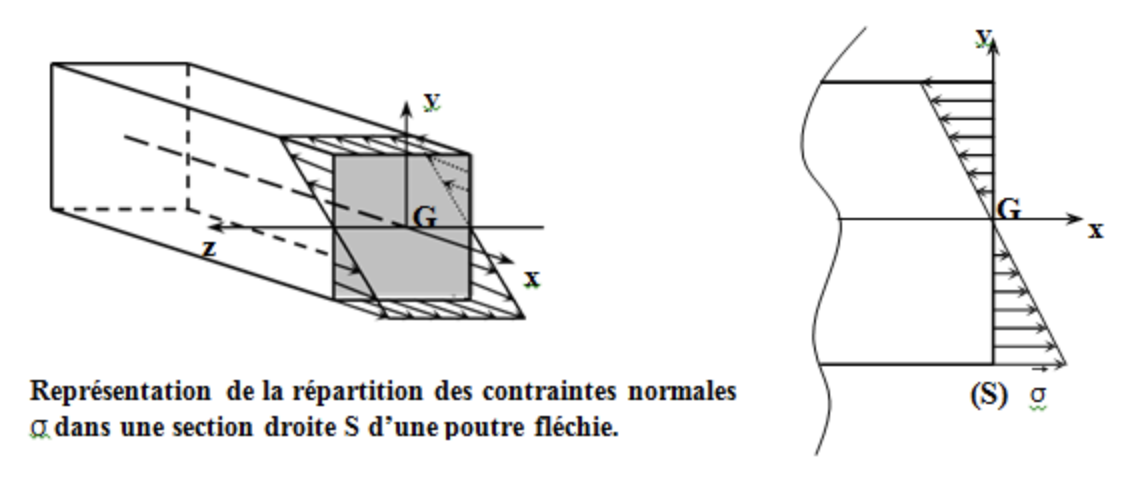 y
G
z
x
Représentation de la répartition des contraintes normales
σ dans une section droite S d’une poutre fléchie.
y
G
x
(S) σ